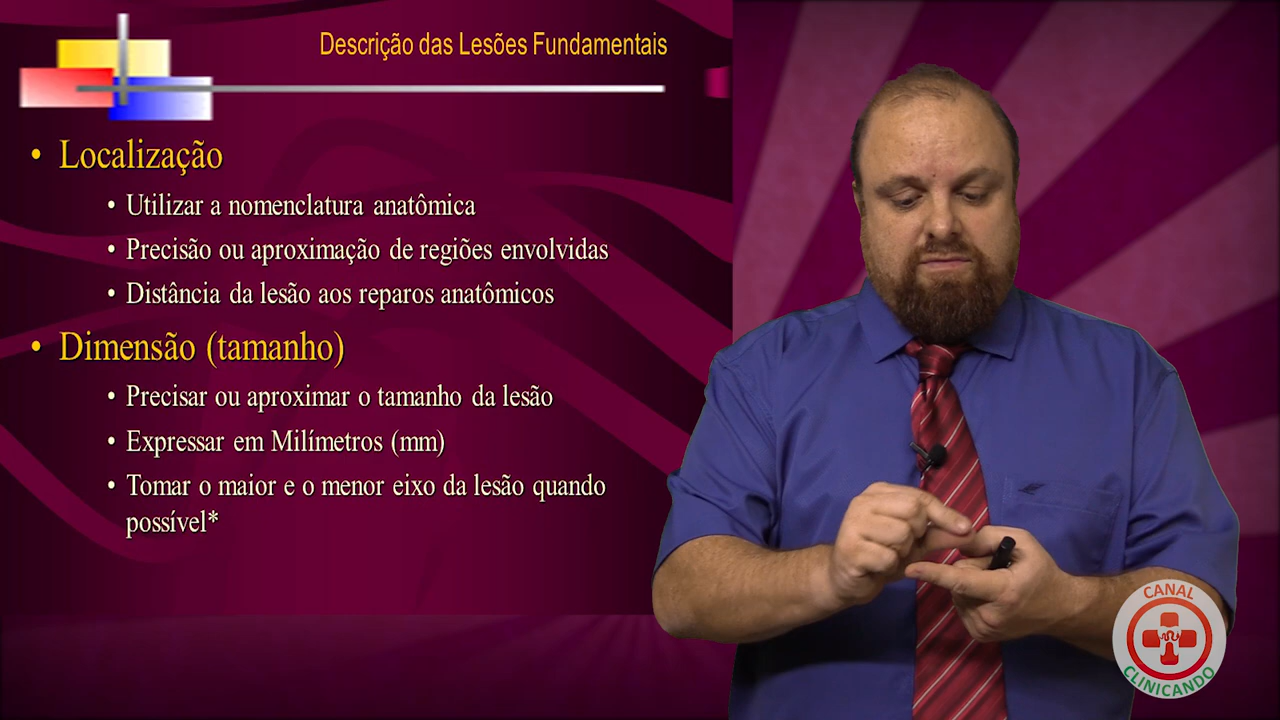 Descrição das Lesões Fundamentais
• Localização
• Utilizar a nomenclatura anatômica
• Precisão ou aproximação de regiões envolvidas
• Distância da lesão aos reparos anatômicos
• Dimensão (tamanho)
• Precisar ou aproximar o tamanho da lesão
• Expressar em Milímetros (mm)
• Tomar o maior e o menor eixo da lesão quando
possível*
CANAL
CLINICANDO